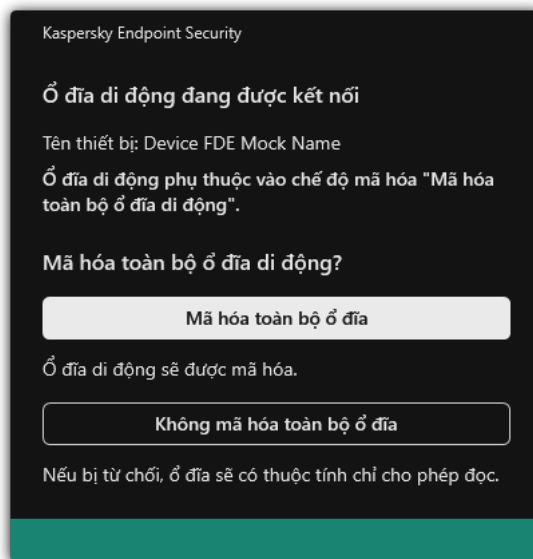 Kaspersky Endpoint Security
Ổ đĩa di động đang được kết nối
Tên thiết bị: Device FDE Mock Name
Ổ đĩa di động phụ thuộc vào chế độ mã hóa "Mã hóa
toàn bộ ổ đĩa di động".
Mã hóa toàn bộ ổ đĩa di động?
Mã hóa toàn bộ ổ đĩa
Ổ đĩa di động sẽ được mã hóa.
Không mã hóa toàn bộ ổ đĩa
Nếu bị từ chối, ổ đĩa sẽ có thuộc tính chỉ cho phép đọc.